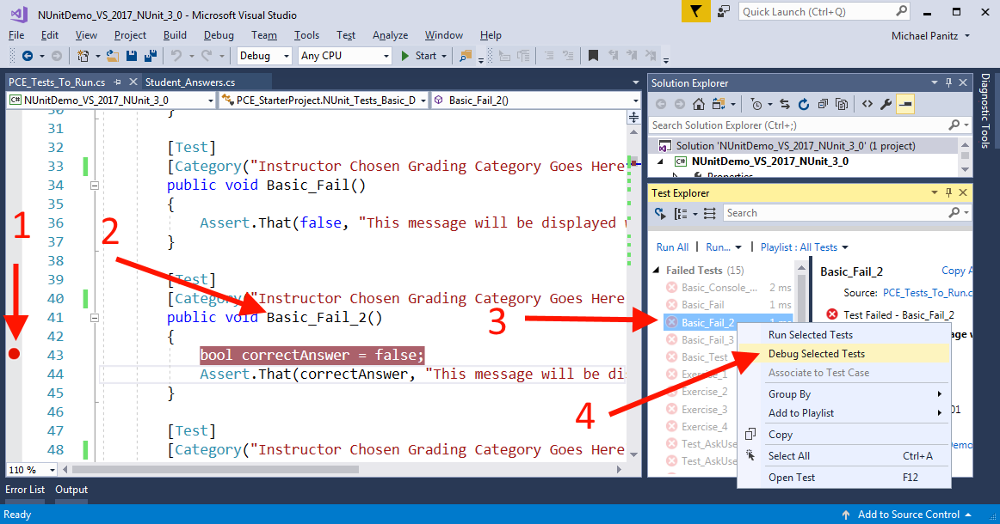 NUnitDemo_VS_2017_NUnit_3_0 - Microsoft Visual Studio
Quick Launch (Ctrl+Q)
File Edit View Project Build Debug Team Tools Test Analyze Window Help
Michael Panitz
Debug Any CPU Start
PCE_Tests_To_Run.cs Student_Answers.cs
C# NUnitDemo_VS_2017_NUnit_3_0 PCE_StarterProject.NUnit_Tests_Basic_D Basic_Fail_2()
30 }
31
32 [Test]
33 [Category("Instructor Chosen Grading Category Goes Here
34 public void Basic_Fail()
35 {
36 Assert.That(false, "This message will be displayed
37 }
38
39 [Test]
40 [Category("Instructor Chosen Grading Category Goes Here
41 public void Basic_Fail_2()
42 {
43 bool correctAnswer = false;
44 Assert.That(correctAnswer, "This message will be di
45 }
46
47 [Test]
48 [Category("Instructor Chosen Grading Category Goes Here
1
2
3
4
110 %
Solution Explorer
Search Solution Explorer (Ctrl+;)
Solution 'NUnitDemo_VS_2017_NUnit_3_0' (1 project)
C# NUnitDemo_VS_2017_NUnit_3_0
Properties
Diagnostic Tools
Test Explorer
Search
Run All | Run... | Playlist : All Tests
Failed Tests (15)
Basic_Console_... 2 ms
Basic_Fail 1 ms
Basic_Fail_2 1 ms
Basic_Fail_3
Basic_Test
Exercise_1
Exercise_2
Exercise_3
Exercise_4
Test_AskUse
Test_AskUse
Basic_Fail_2 Copy A
Source: PCE_Tests_To_Run.c
Test Failed - Basic_Fail_2
age w
01
Demo
Run Selected Tests
Debug Selected Tests
Associate to Test Case
Group By
Add to Playlist
Copy
Select All Ctrl+A
Open Test F12
Error List Output
Ready
Add to Source Control